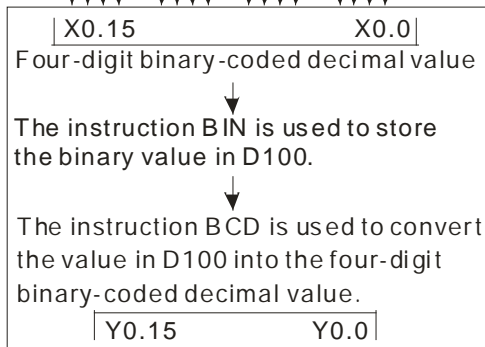 X0.15 X0.0
Four-digit binary-coded decimal value
The instruction BIN is used to store
the binary value in D100.
The instruction BCD is used to convert
the value in D100 into the four-digit
binary-coded decimal value.
Y0.15 Y0.0